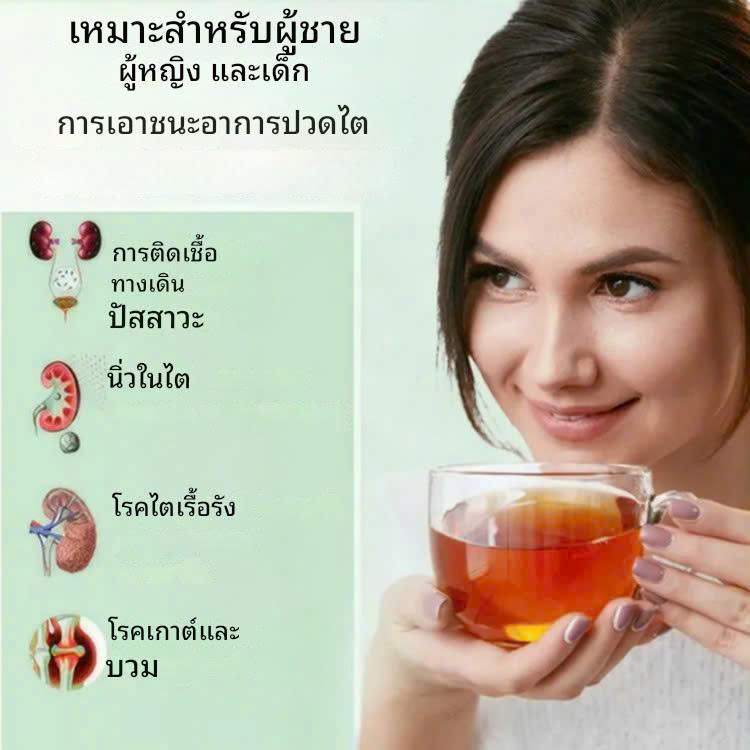 เหมาะสำหรับผู้ชาย
ผู้หญิง และเด็ก
การเอาชนะอาการปวดไต
การติดเชื้อ
ทางเดิน
ปัสสาวะ
นิ่วในไต
โรคไตเรื้อรัง
โรคเกาต์และ
บวม